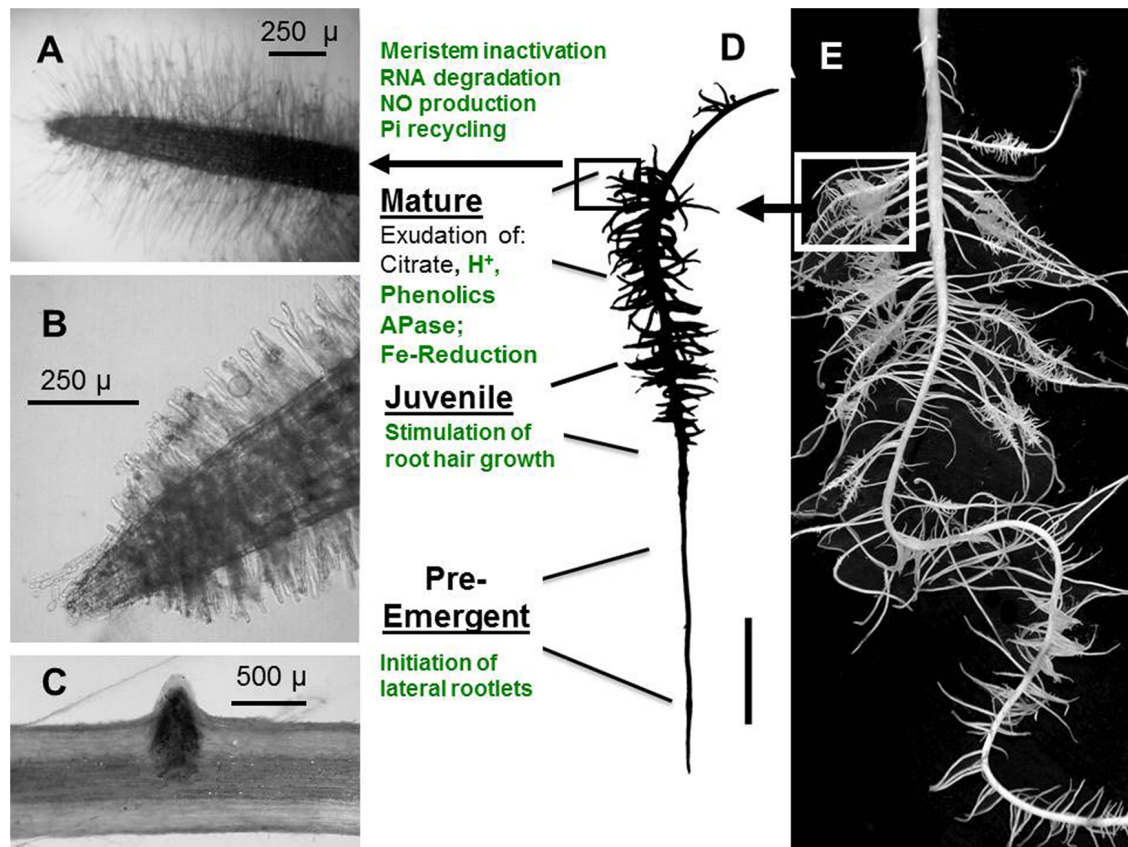 A
250 µ
B
250 µ
C
500 µ
Meristem inactivation
RNA degradation
NO production
Pi recycling
Mature
Exudation of:
Citrate, H⁺,
Phenolics
APase;
Fe-Reduction
Juvenile
Stimulation of
root hair growth
Pre-
Emergent
Initiation of
lateral rootlets
D
E